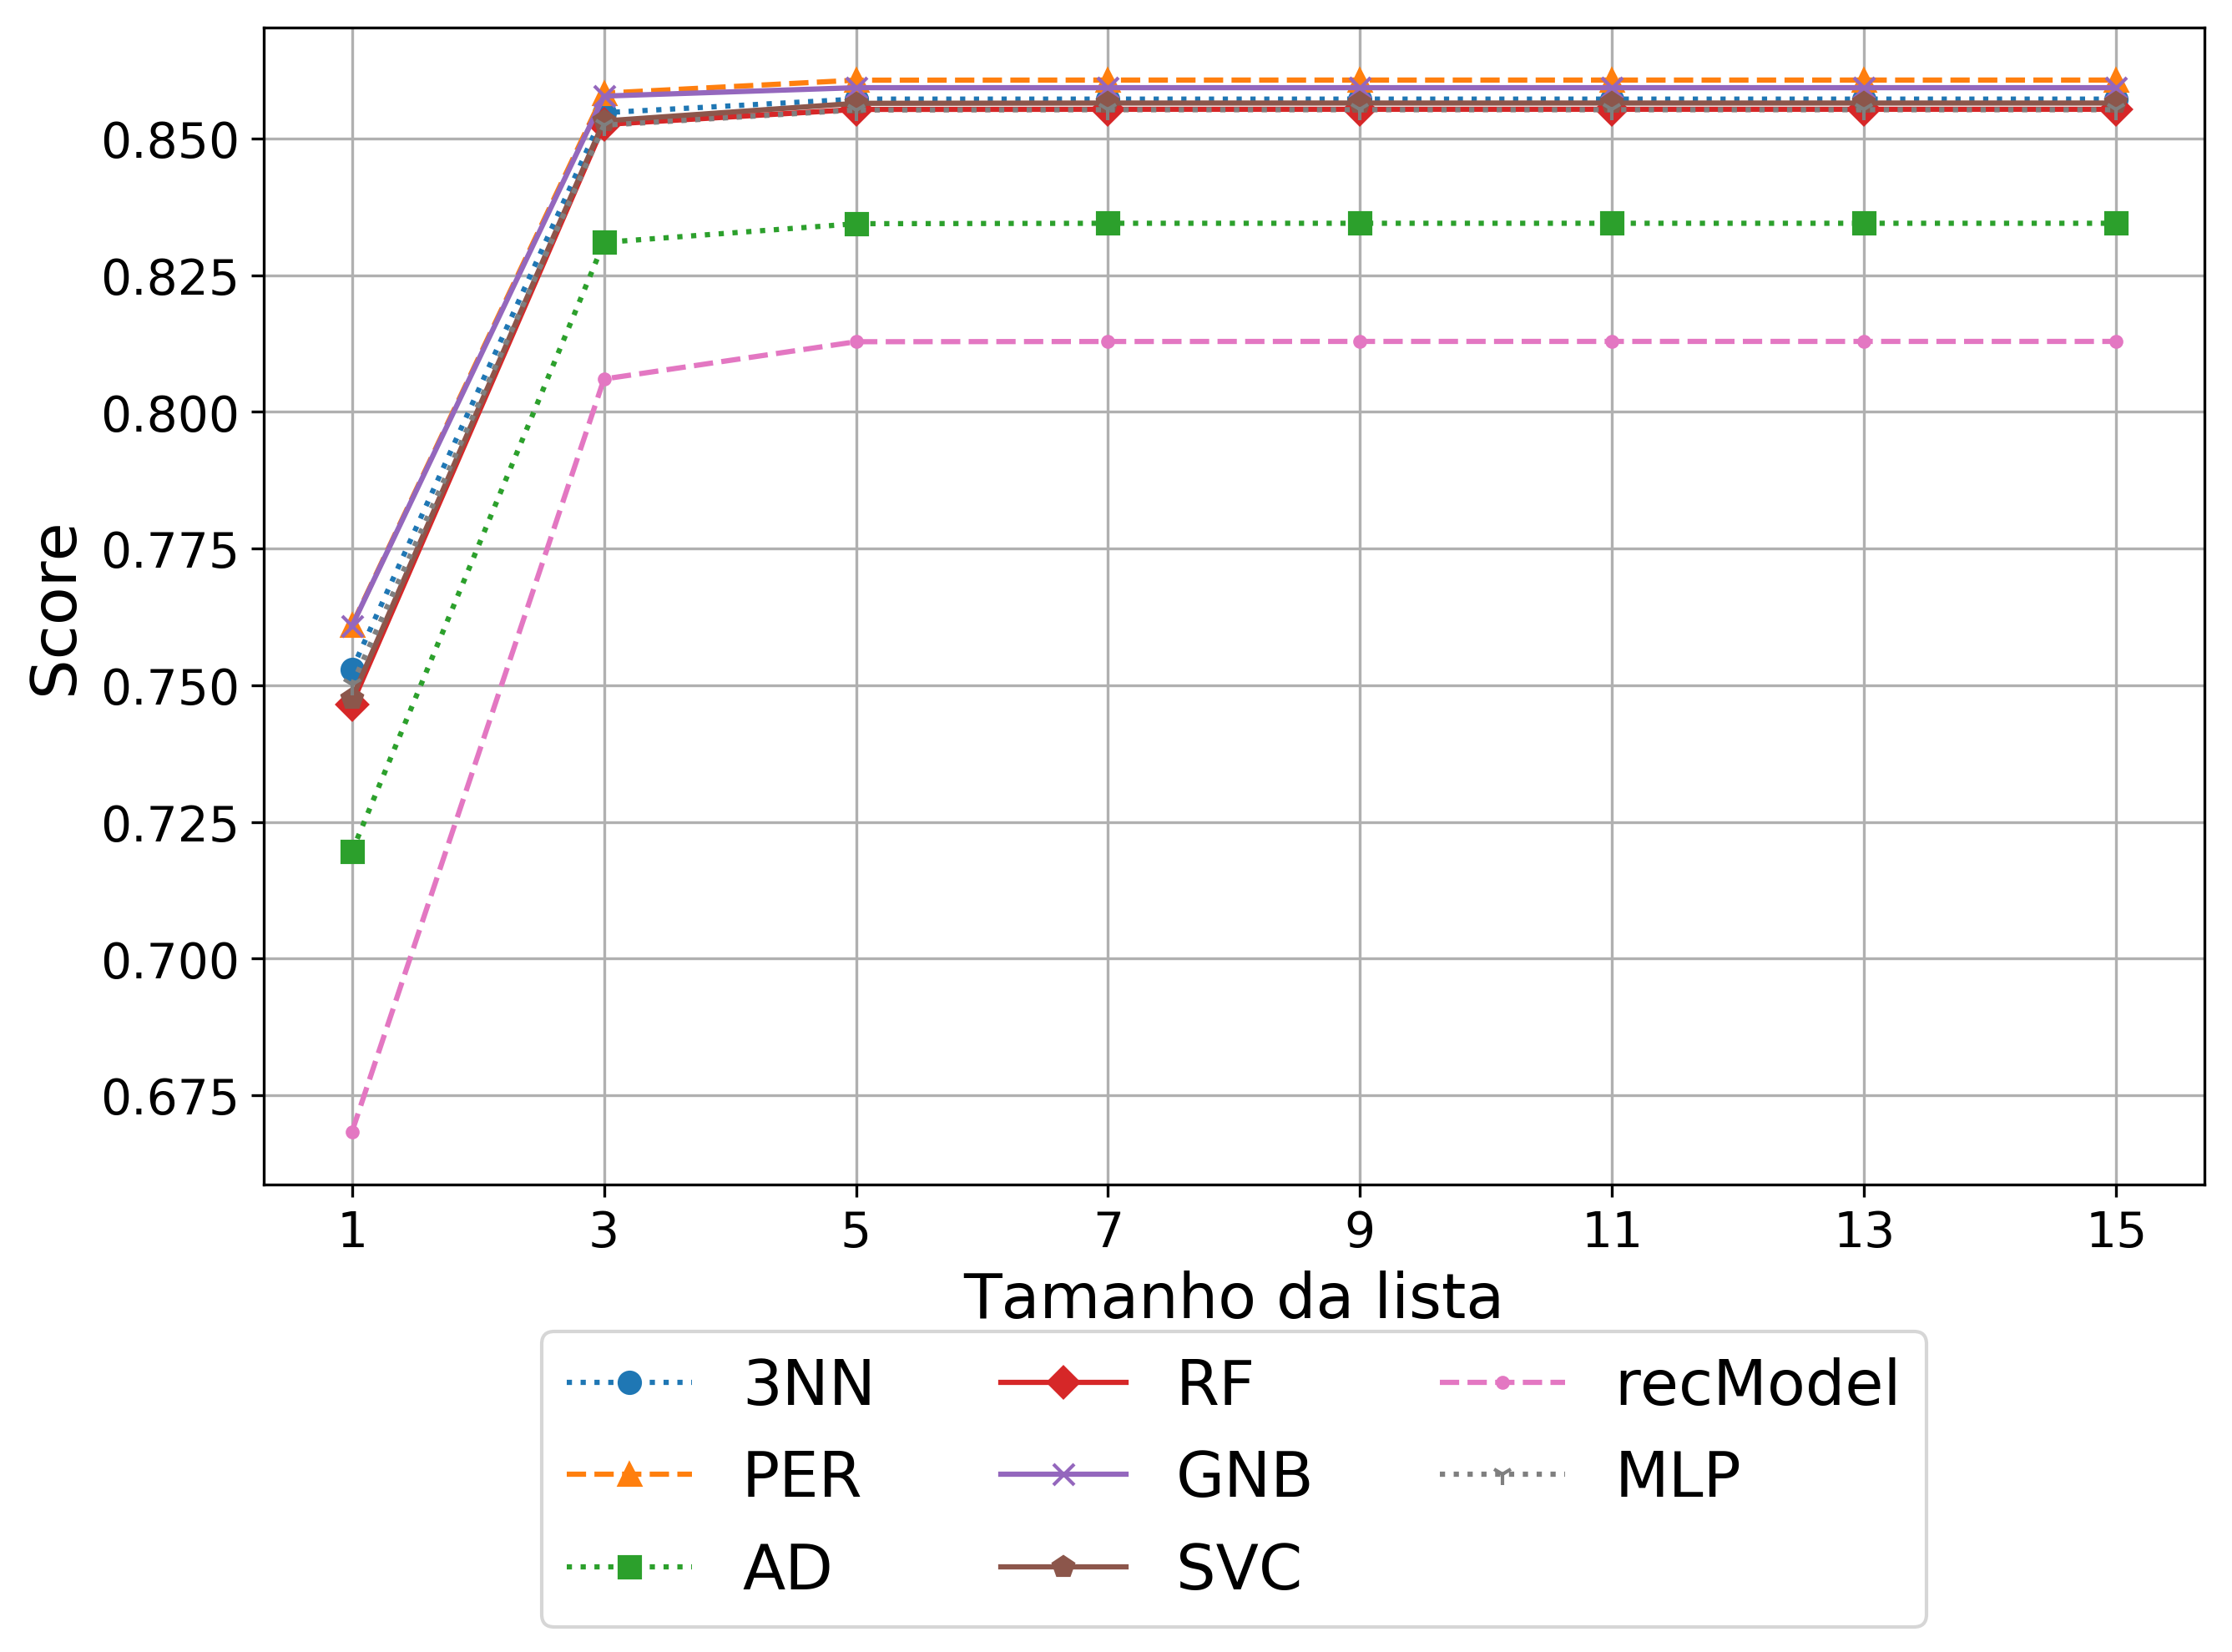 0.850
0.825
0.800
0.775
0.750
0.725
0.700
0.675
Score
1 3 5 7 9 11 13 15
Tamanho da lista
3NN RF recModel
PER GNB MLP
AD SVC